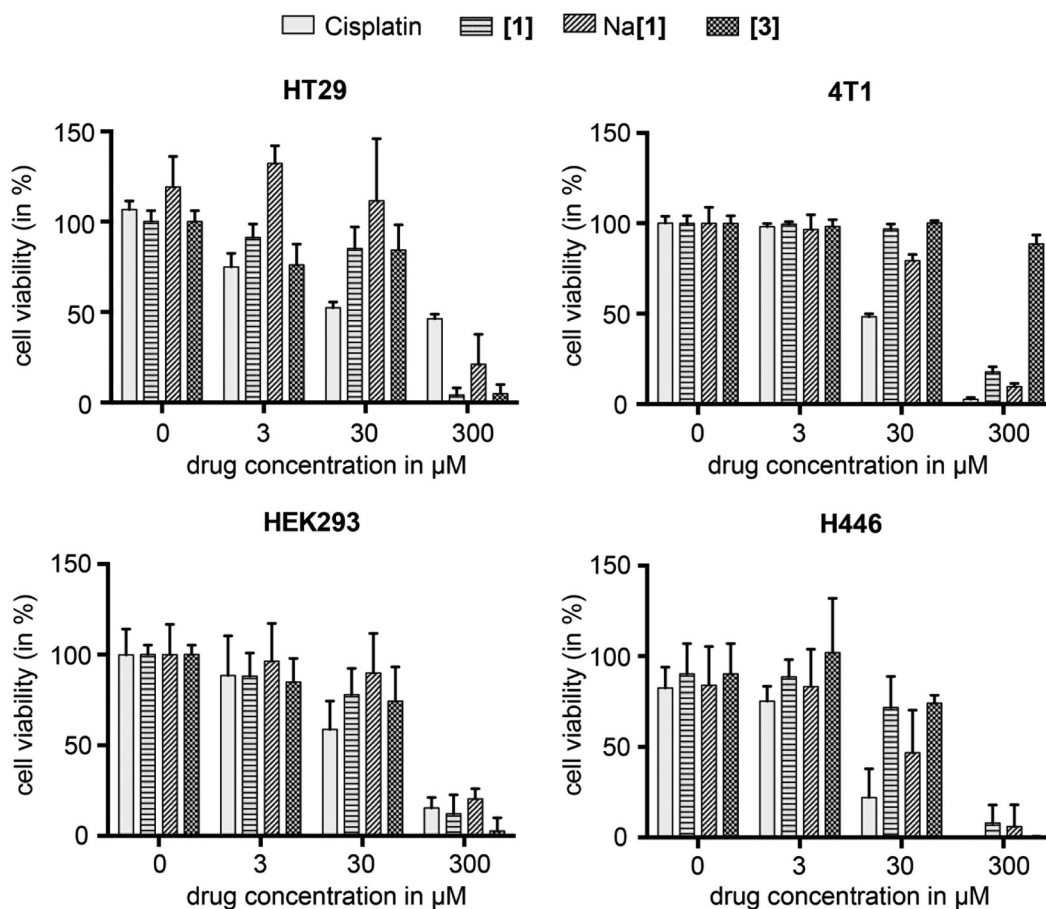 Cisplatin [1] Na[1] [3]
HT29
cell viability (in %)
150
100
50
0
0 3 30 300
drug concentration in µM
4T1
cell viability (in %)
150
100
50
0
0 3 30 300
drug concentration in µM
HEK293
cell viability (in %)
150
100
50
0
0 3 30 300
drug concentration in µM
H446
cell viability (in %)
150
100
50
0
0 3 30 300
drug concentration in µM